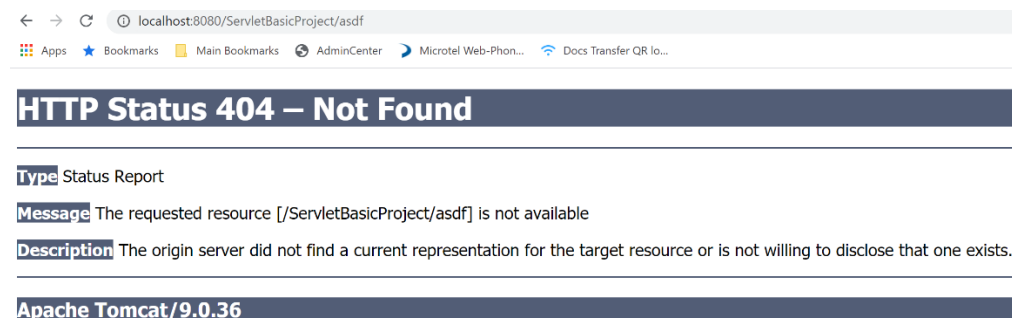 localhost:8080/ServletBasicProject/asdf
Apps Bookmarks Main Bookmarks AdminCenter Microtel Web-Phon... Docs Transfer QR lo...
HTTP Status 404 – Not Found
Type Status Report
Message The requested resource [/ServletBasicProject/asdf] is not available
Description The origin server did not find a current representation for the target resource or is not willing to disclose that one exists.
Apache Tomcat/9.0.36